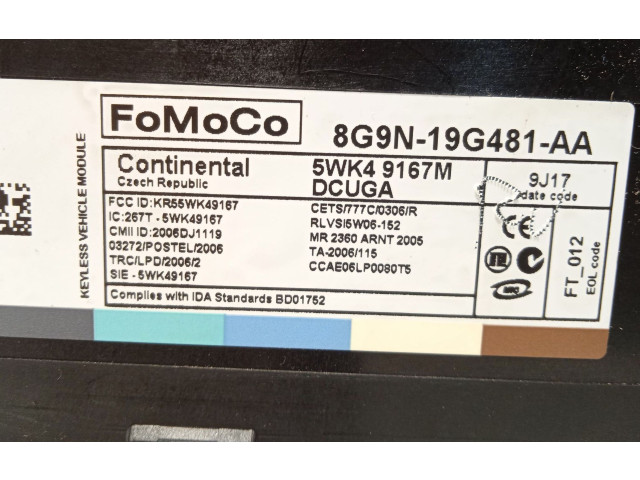 KEYLESS VEHICLE MODULE
FoMoCo
8G9N-19G481-AA
Continental
Czech Republic
5WK4 9167M
DCUGA
9J17
date code
FCC ID: KR55WK49167
IC:267T - 5WK49167
CMII ID:2006DJ1119
03272/POSTEL/2006
TRC/LPD/2006/2
SIE - 5WK49167
CETS/777C/0306/R
RLVSI5W06-152
MR 2360 ARNT 2005
TA-2006/115
CCAE06LP0080T5
CE
FT_012
EOL code
Complies with IDA Standards BD01752